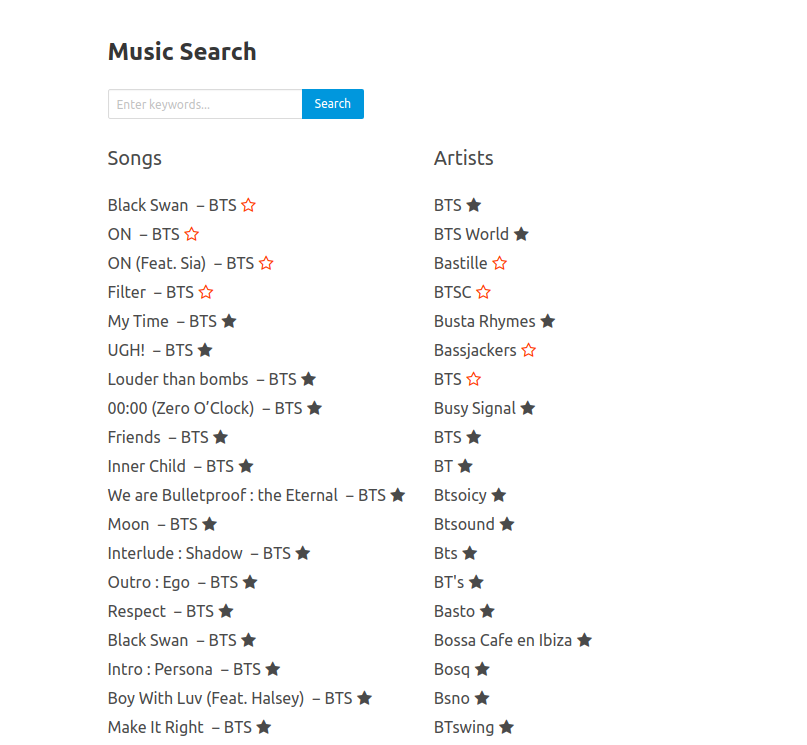 Music Search
Enter keywords...
Search
Songs
Black Swan – BTS
ON – BTS
ON (Feat. Sia) – BTS
Filter – BTS
My Time – BTS
UGH! – BTS
Louder than bombs – BTS
00:00 (Zero O’Clock) – BTS
Friends – BTS
Inner Child – BTS
We are Bulletproof : the Eternal – BTS
Moon – BTS
Interlude : Shadow – BTS
Outro : Ego – BTS
Respect – BTS
Black Swan – BTS
Intro : Persona – BTS
Boy With Luv (Feat. Halsey) – BTS
Make It Right – BTS
Artists
BTS
BTS World
Bastille
BTSC
Busta Rhymes
Bassjackers
BTS
Busy Signal
BTS
BT
Btsoicy
Btsound
Bts
BT's
Basto
Bossa Cafe en Ibiza
Bosq
Bsno
BTswing